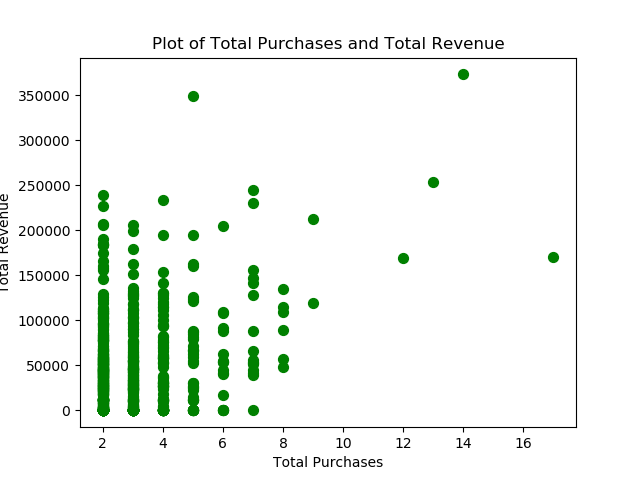 Plot of Total Purchases and Total Revenue
350000
300000
250000
200000
150000
100000
50000
0
Total Revenue
2 4 6 8 10 12 14 16
Total Purchases